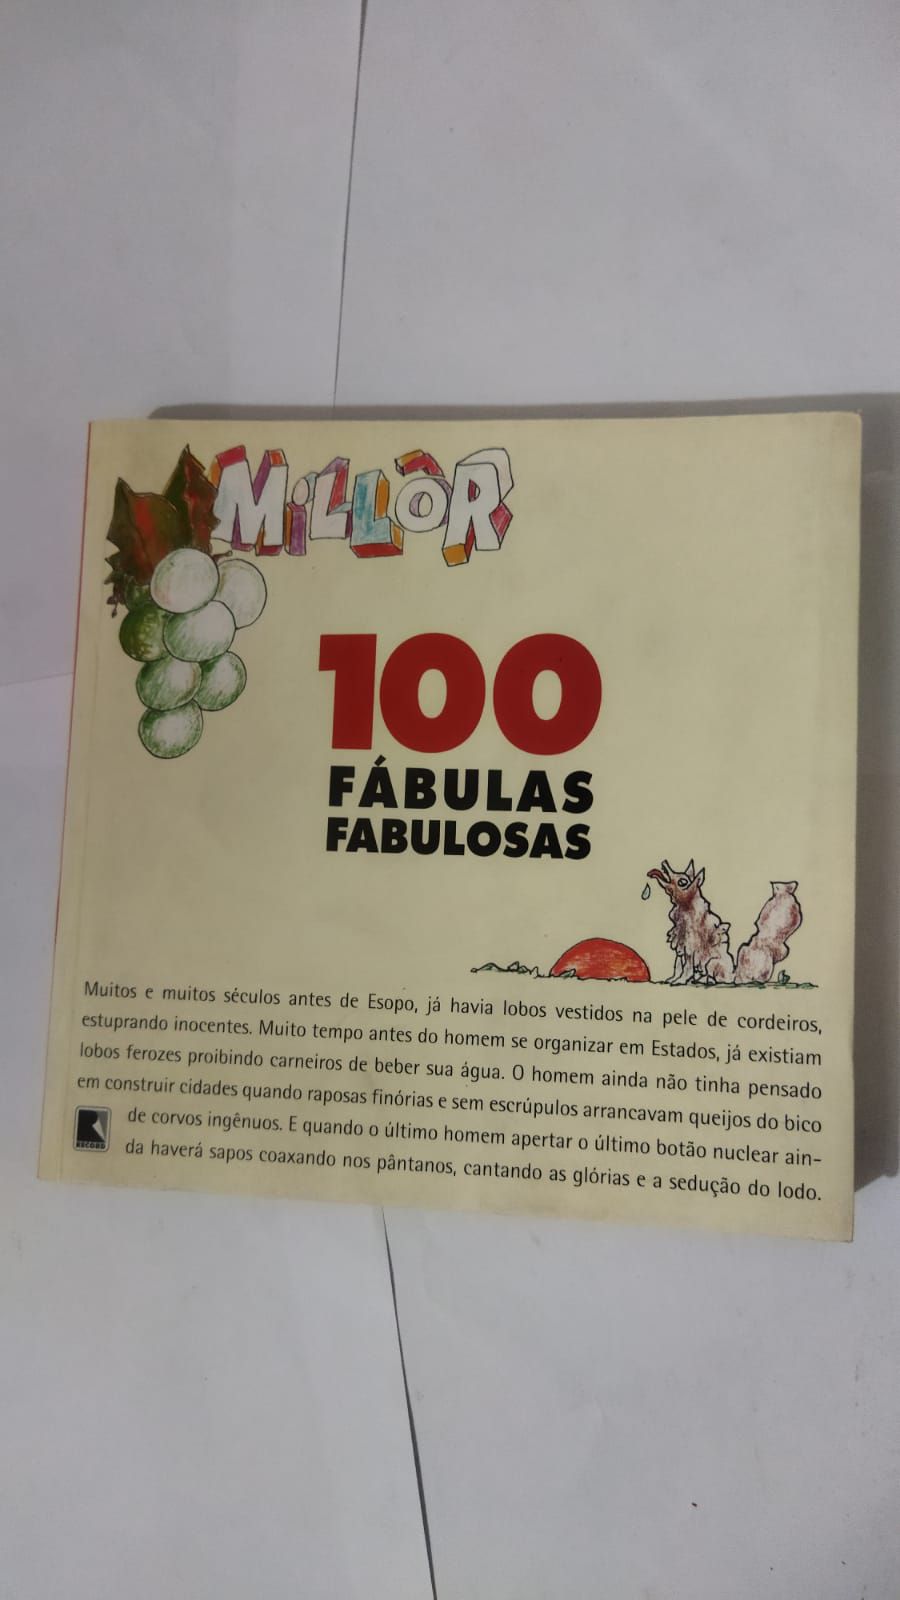 MiLLÔR
100
FÁBULAS
FABULOSAS
Muitos e muitos séculos antes de Esopo, já havia lobos vestidos na pele de cordeiros,
estuprando inocentes. Muito tempo antes do homem se organizar em Estados, já existiam
lobos ferozes proibindo carneiros de beber sua água. O homem ainda não tinha pensado
em construir cidades quando raposas finórias e sem escrúpulos arrancavam queijos do bico
de corvos ingênuos. E quando o último homem apertar o último botão nuclear ain-
da haverá sapos coaxando nos pântanos, cantando as glórias e a sedução do lodo.
RECORD